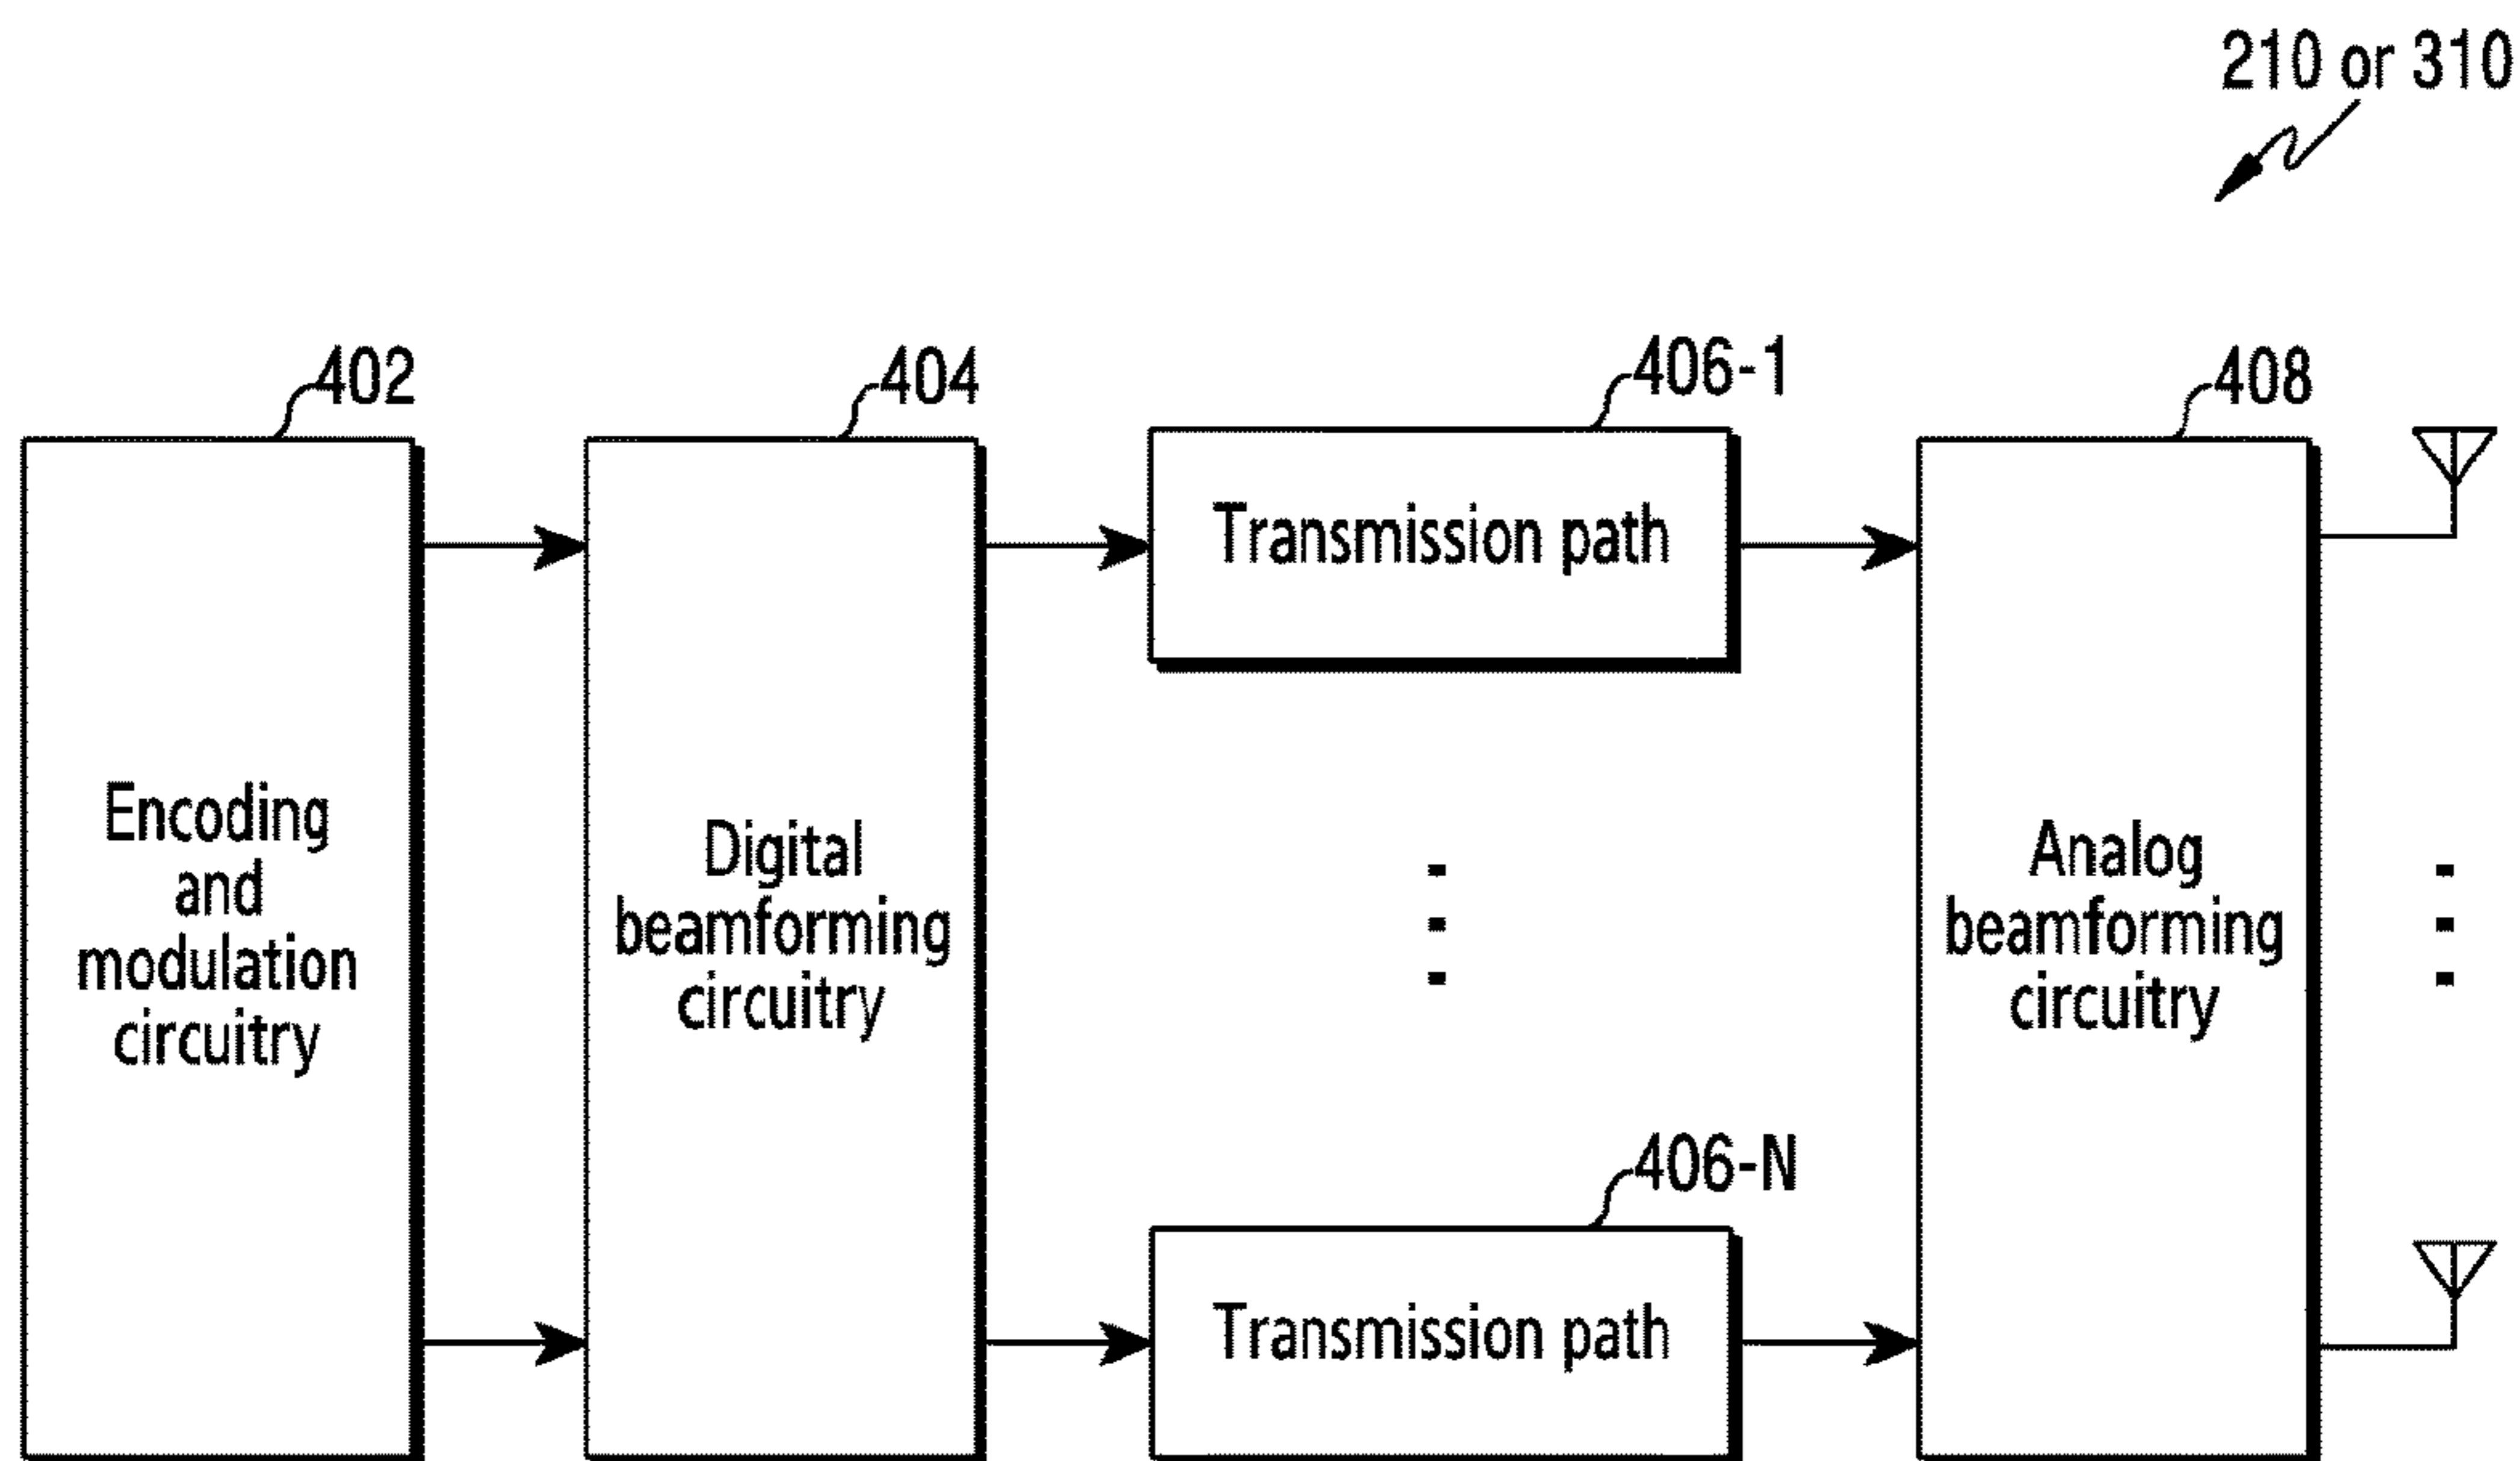 210 or 310
402
404
406-1
408
Encoding
and
modulation
circuitry
Digital
beamforming
circuitry
Transmission path
Analog
beamforming
circuitry
406-N
Transmission path